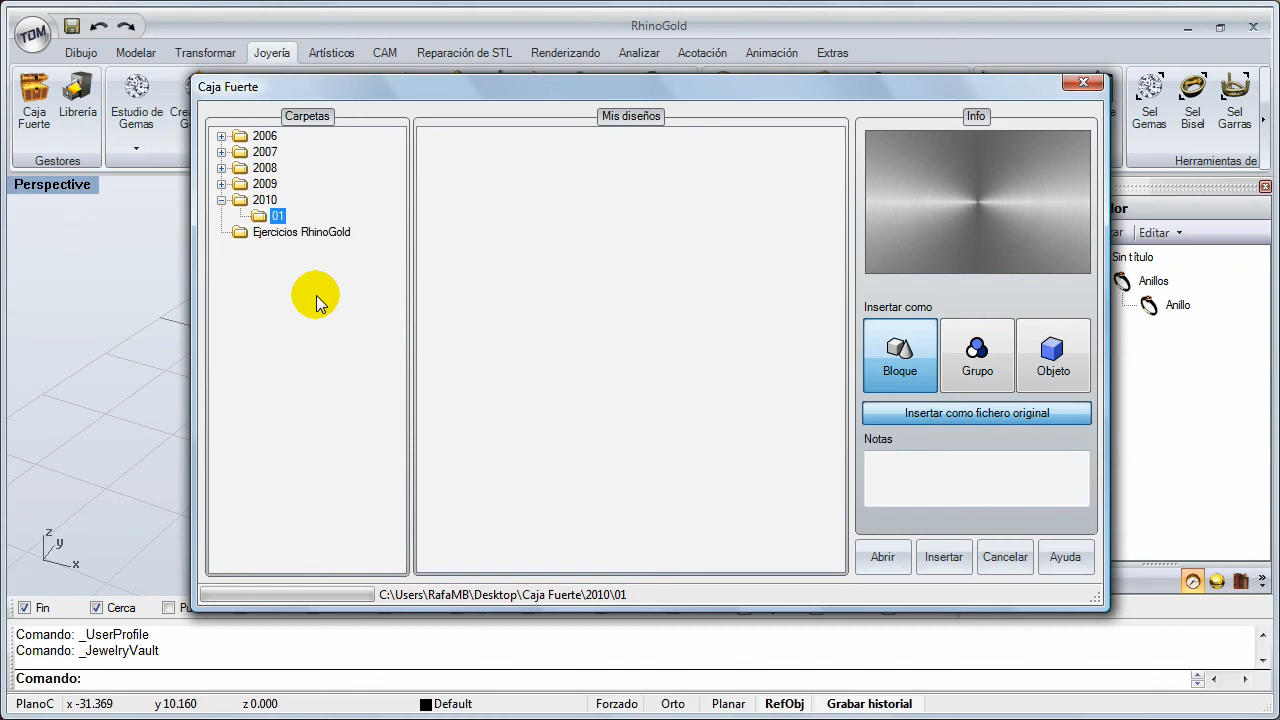 TDM
RhinoGold
Dibujo
Modelar
Transformar
Joyería
Artísticos
CAM
Reparación de STL
Renderizando
Analizar
Acotación
Animación
Extras
Caja
Fuerte
Librería
Gestores
Estudio de
Gemas
Sel
Gemas
Sel
Bisel
Sel
Garras
Herramientas de
Perspective
Caja Fuerte
Carpetas
2006
2007
2008
2009
2010
01
Ejercicios RhinoGold
Mis diseños
Info
Insertar como
Bloque
Grupo
Objeto
Insertar como fichero original
Notas
Abrir
Insertar
Cancelar
Ayuda
C:\Users\RafaMB\Desktop\Caja Fuerte\2010\01
Editar
Sin título
Anillos
Anillo
z
y
x
Fin
Cerca
Comando: _UserProfile
Comando: _JewelryVault
Comando:
PlanoC
x -31.369
y 10.160
z 0.000
Default
Forzado
Orto
Planar
RefObj
Grabar historial